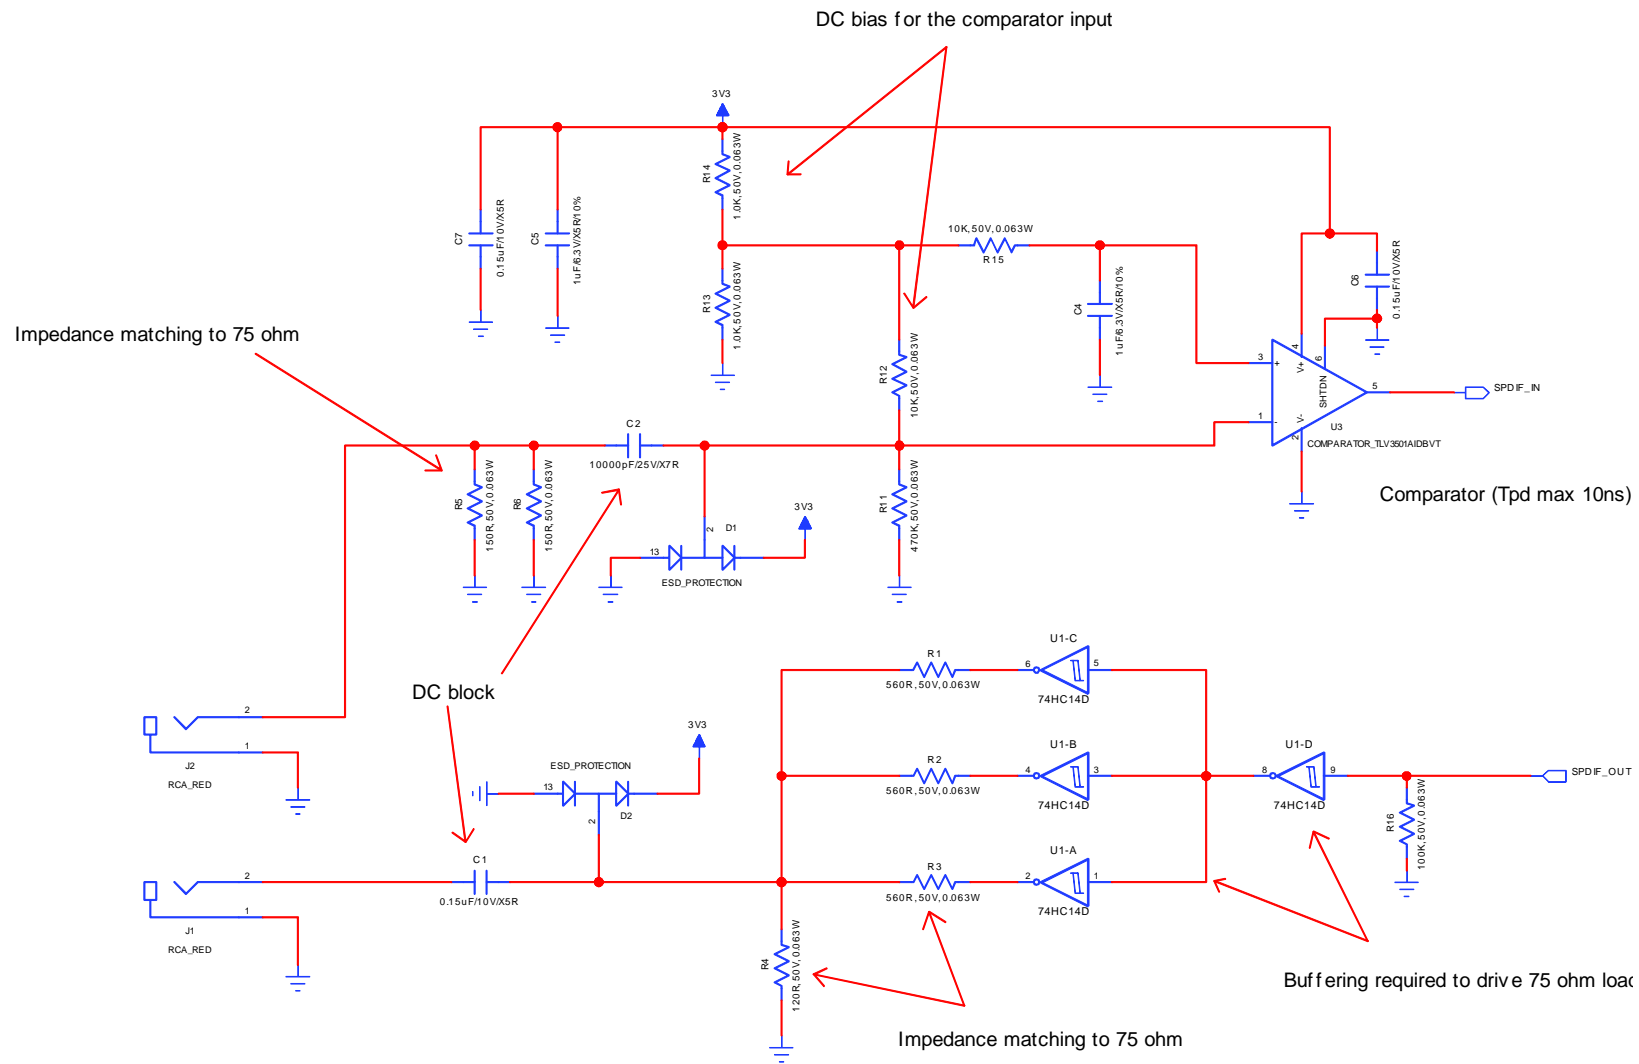 DC bias for the comparator input
3V3
R14
1.0K,50V,0.063W
C7
0.15uF/10V/X5R
C5
1uF/6.3V/X5R/10%
10K,50V,0.063W
R15
R13
1.0K,50V,0.063W
C4
1uF/6.3V/X5R/10%
C6
0.15uF/10V/X5R
Impedance matching to 75 ohm
R12
10K,50V,0.063W
3
+
4
V+
6
SHTDN
5
SPDIF_IN
1
-
2
V-
U3
COMPARATOR_TLV3501AIDBVT
C2
10000pF/25V/X7R
R5
150R,50V,0.063W
R6
150R,50V,0.063W
R11
470K,50V,0.063W
Comparator (Tpd max 10ns)
3V3
2
D1
13
ESD_PROTECTION
U1-C
R1
6
5
560R,50V,0.063W
74HC14D
DC block
2
1
J2
RCA_RED
3V3
ESD_PROTECTION
13
D2
2
U1-B
R2
4
3
560R,50V,0.063W
74HC14D
U1-D
8
9
74HC14D
SPDIF_OUT
R16
100K,50V,0.063W
U1-A
R3
2
1
560R,50V,0.063W
74HC14D
C1
0.15uF/10V/X5R
2
1
J1
RCA_RED
R4
120R,50V,0.063W
Buffering required to drive 75 ohm load
Impedance matching to 75 ohm